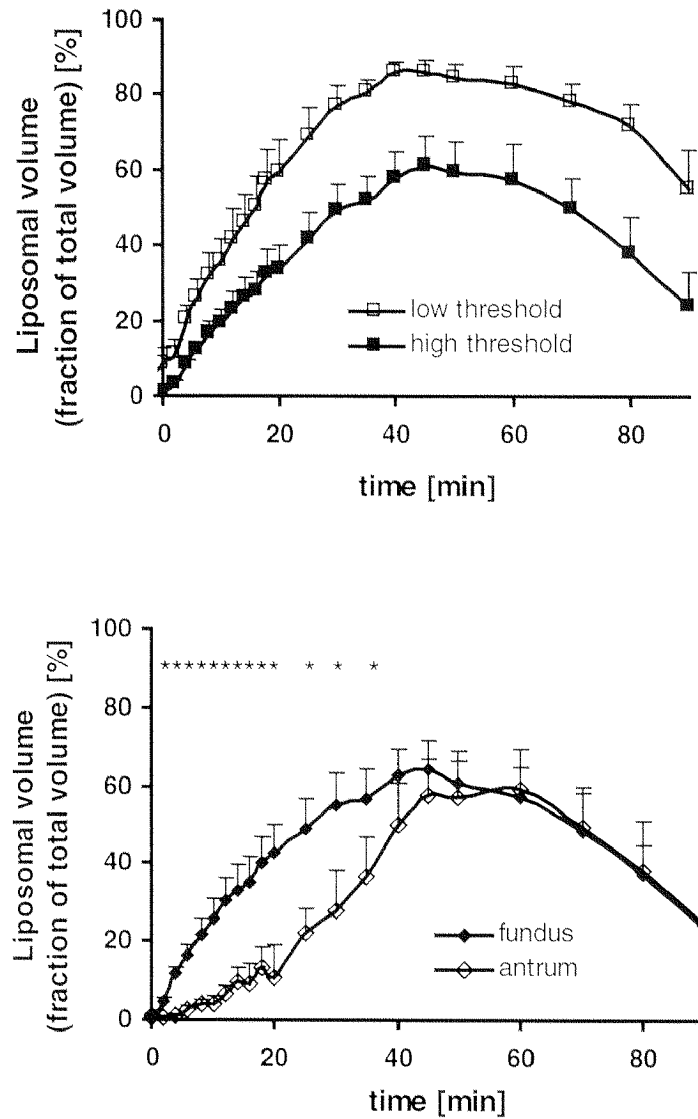 Liposomal volume
(fraction of total volume) [%]
100
80
60
40
20
0
low threshold
high threshold
0 20 40 60 80
time [min]
Liposomal volume
(fraction of total volume) [%]
100
80
60
40
20
0
* * * * * * * * * * * * *
fundus
antrum
0 20 40 60 80
time [min]